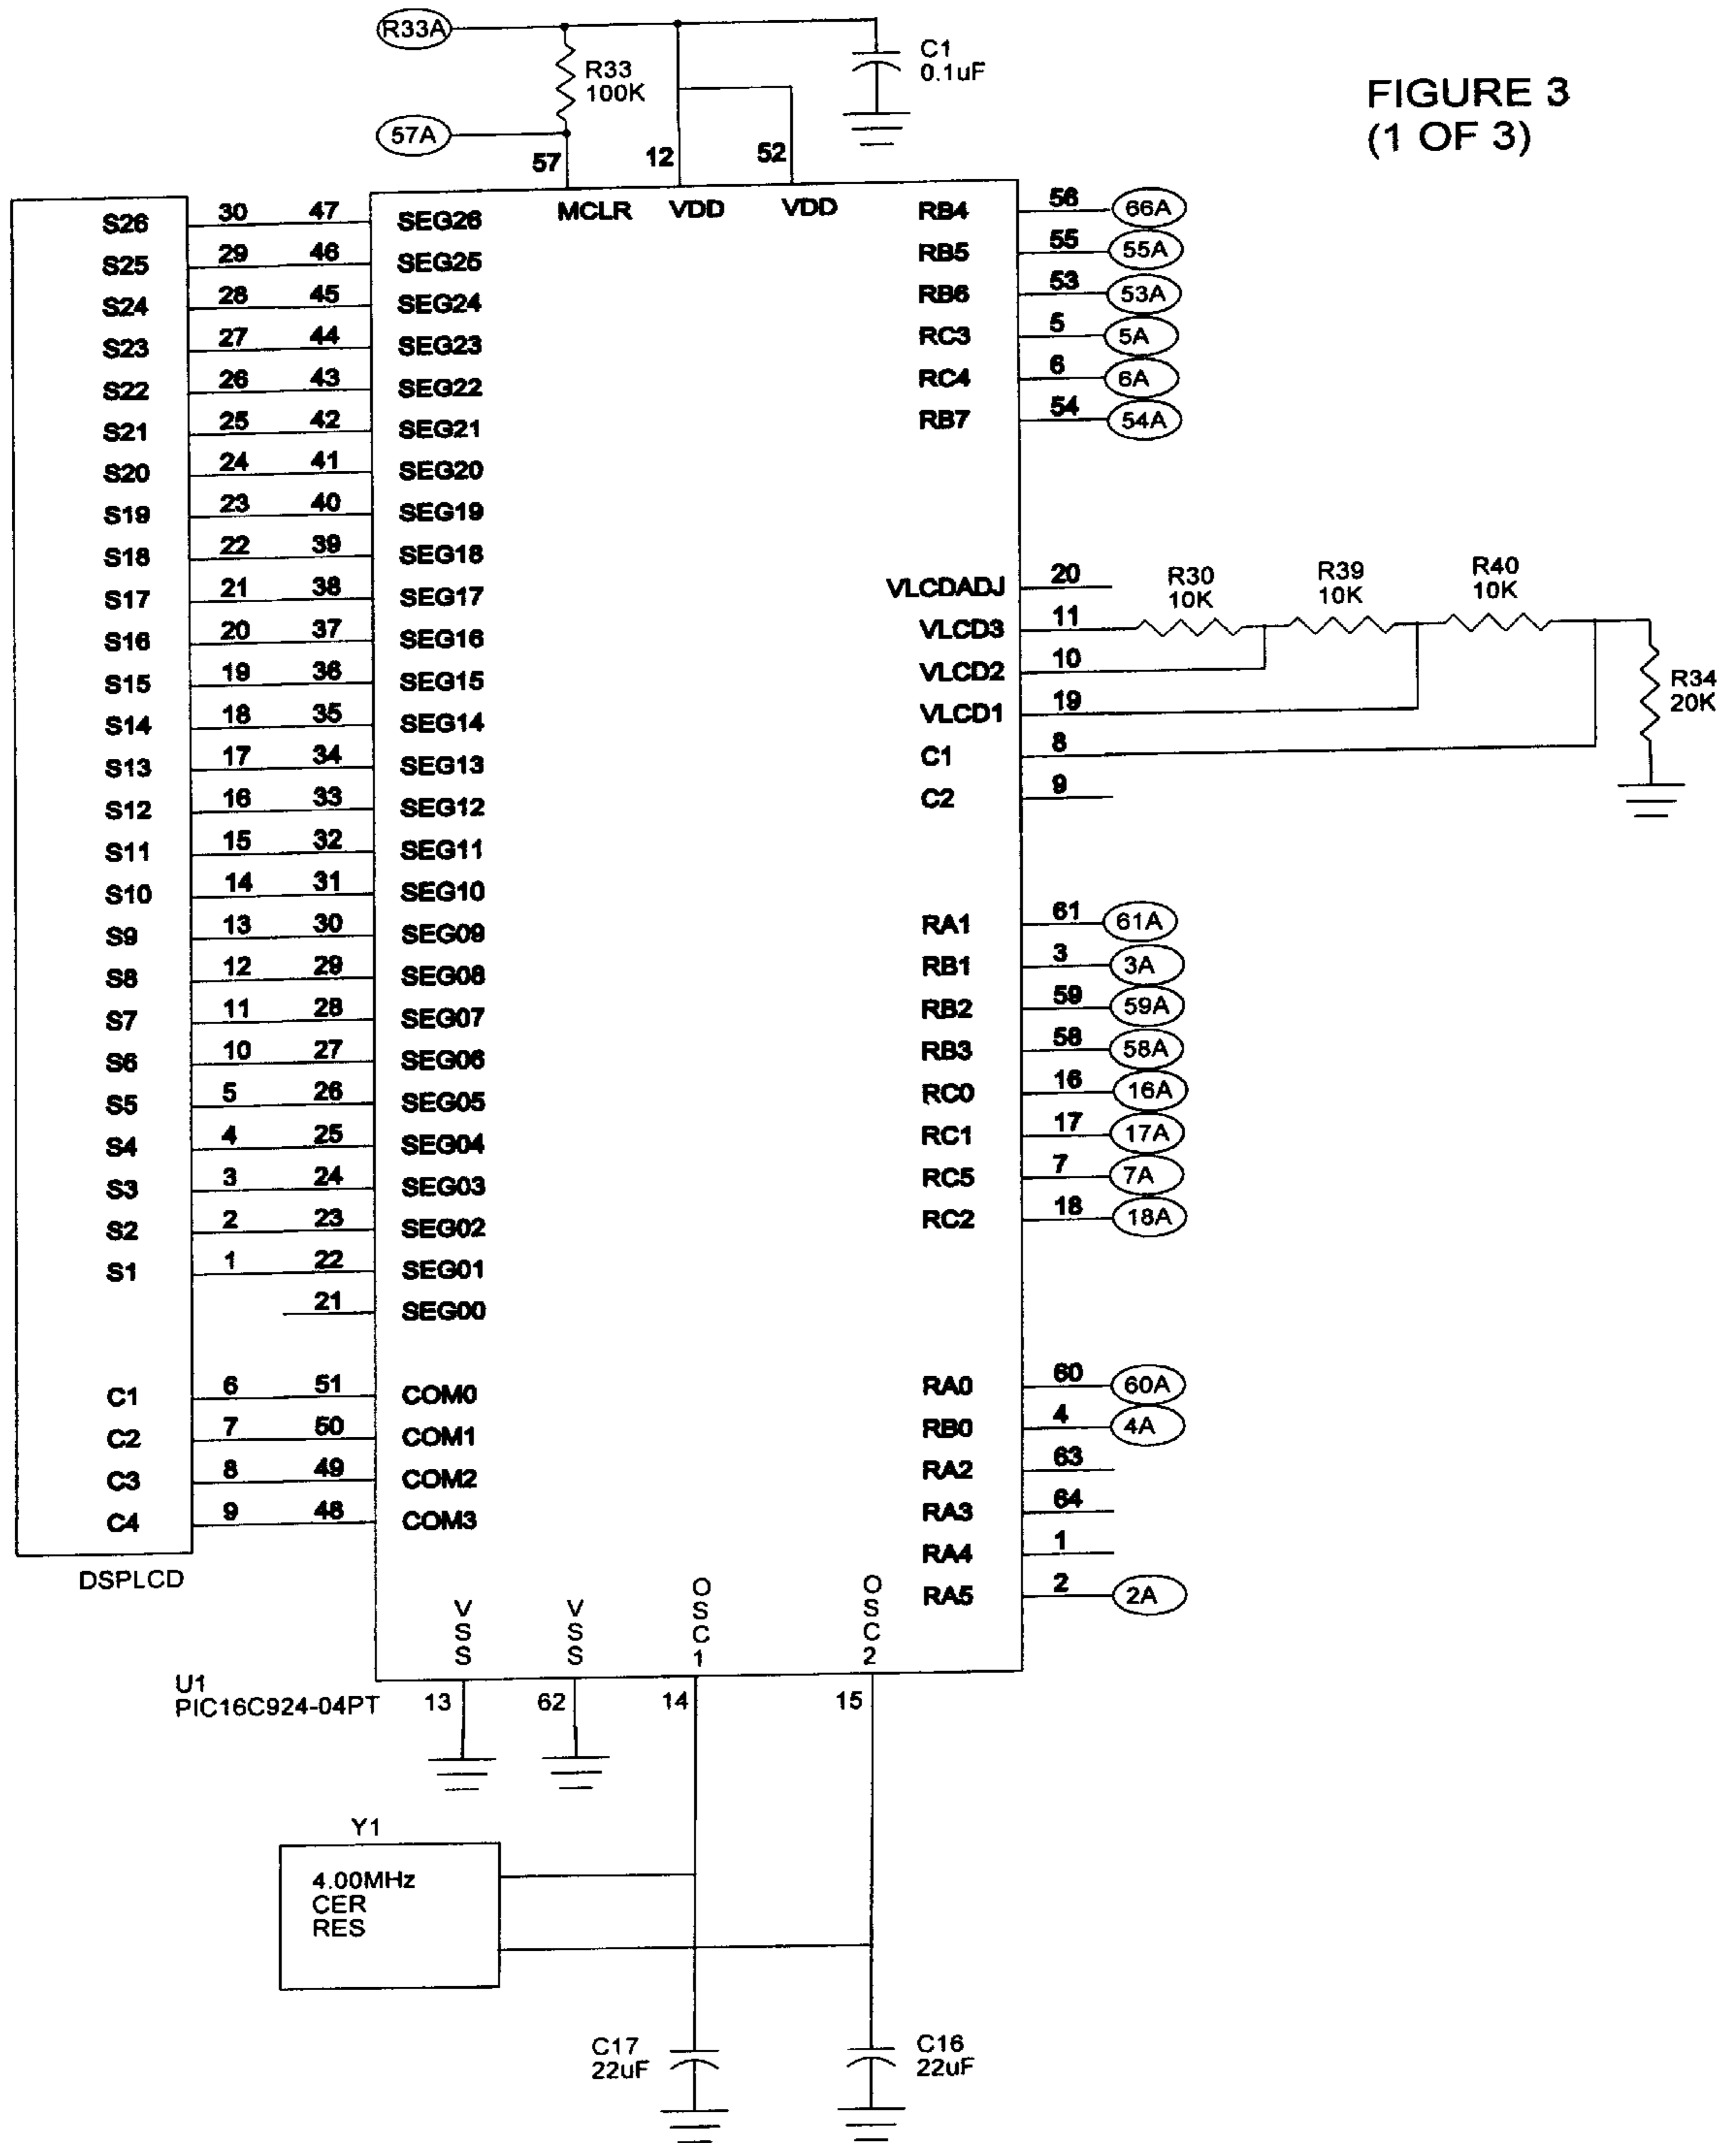 FIGURE 3
(1 OF 3)
R33A
R33
100K
C1
0.1uF
57A
57 12 52
MCLR VDD VDD
S26 30 47 SEG26
S25 29 46 SEG25
S24 28 45 SEG24
S23 27 44 SEG23
S22 26 43 SEG22
S21 25 42 SEG21
S20 24 41 SEG20
S19 23 40 SEG19
S18 22 39 SEG18
S17 21 38 SEG17
S16 20 37 SEG16
S15 19 36 SEG15
S14 18 35 SEG14
S13 17 34 SEG13
S12 16 33 SEG12
S11 15 32 SEG11
S10 14 31 SEG10
S9 13 30 SEG09
S8 12 29 SEG08
S7 11 28 SEG07
S6 10 27 SEG06
S5 5 26 SEG05
S4 4 25 SEG04
S3 3 24 SEG03
S2 2 23 SEG02
S1 1 22 SEG01
21 SEG00
C1 6 51 COM0
C2 7 50 COM1
C3 8 49 COM2
C4 9 48 COM3
DSPLCD
RB4 56 66A
RB5 55 55A
RB6 53 53A
RC3 5 5A
RC4 6 6A
RB7 54 54A
VLCDADJ 20
VLCD3 11
VLCD2 10
VLCD1 19
C1 8
C2 9
R30
10K
R39
10K
R40
10K
R34
20K
RA1 61 61A
RB1 3 3A
RB2 59 59A
RB3 58 58A
RC0 16 16A
RC1 17 17A
RC5 7 7A
RC2 18 18A
RA0 60 60A
RB0 4 4A
RA2 63
RA3 64
RA4 1
RA5 2 2A
VSS VSS OSC1 OSC2
U1
PIC16C924-04PT
13 62 14 15
Y1
4.00MHz
CER
RES
C17
22uF
C16
22uF